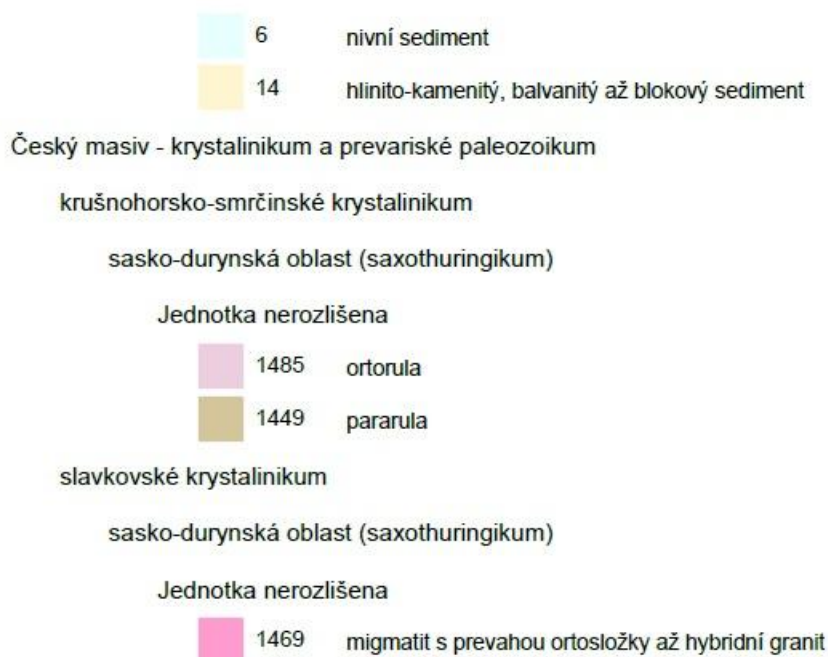 6 nivní sediment
14 hlinito-kamenitý, balvanitý až blokový sediment
Český masiv - krystalinikum a prevariské paleozoikum
krušnohorsko-smrčinské krystalinikum
sasko-durynská oblast (saxothuringikum)
Jednotka nerozlišena
1485 ortorula
1449 pararula
slavkovské krystalinikum
sasko-durynská oblast (saxothuringikum)
Jednotka nerozlišena
1469 migmatit s prevahou ortosložky až hybridní granit